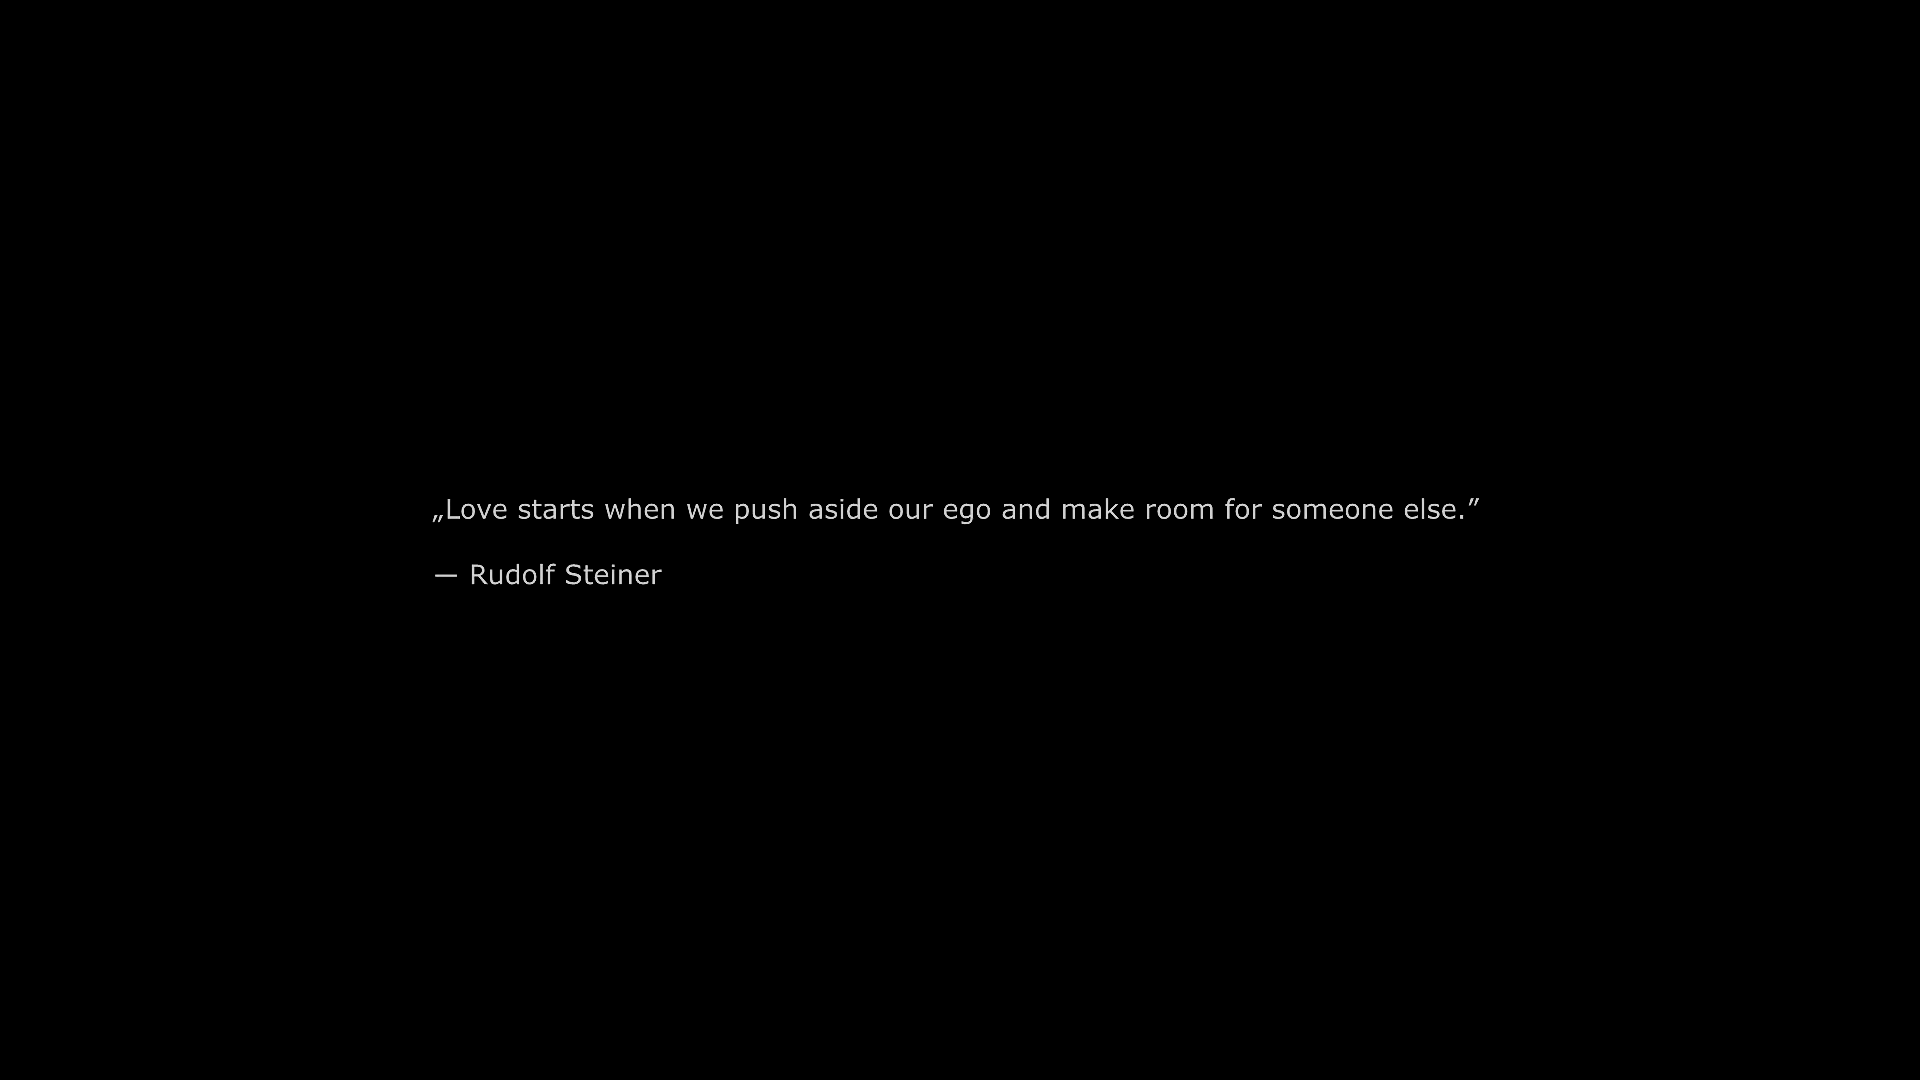 „Love starts when we push aside our ego and make room for someone else.”
— Rudolf Steiner